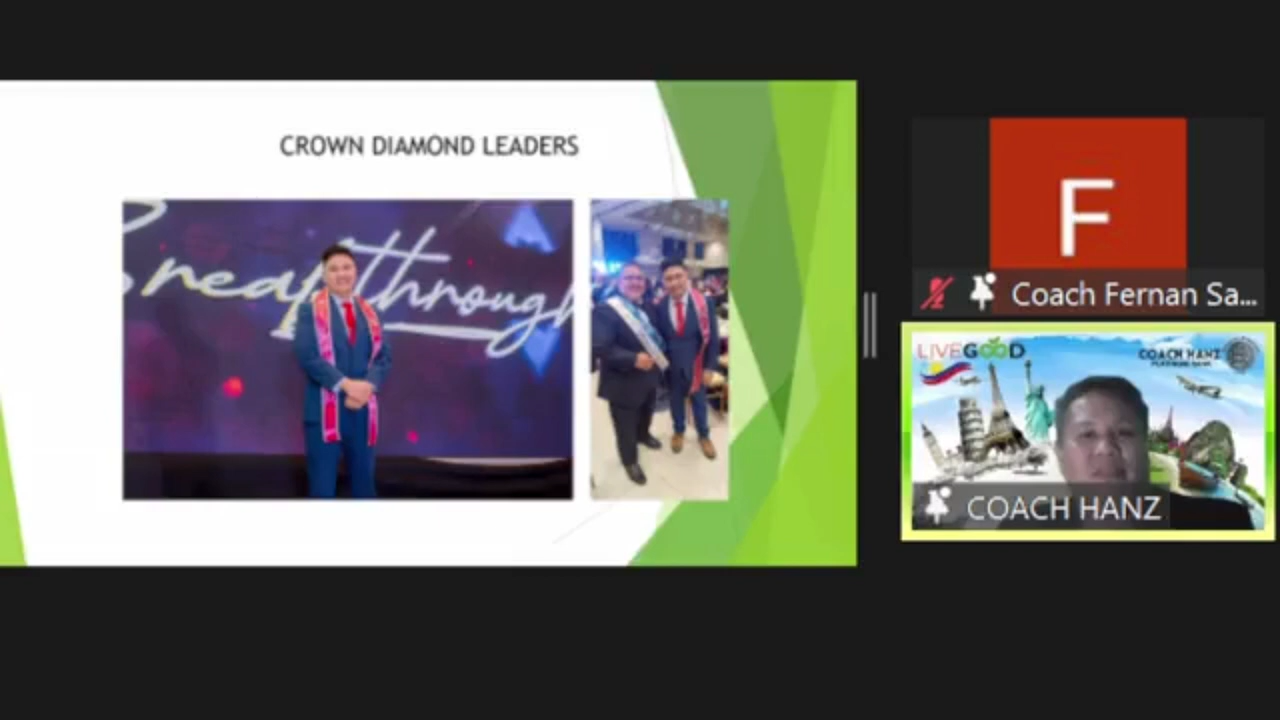 CROWN DIAMOND LEADERS
Breakthrough
F
Coach Fernan Sa...
LIVEGOOD
COACH HANZ
COACH HANZ